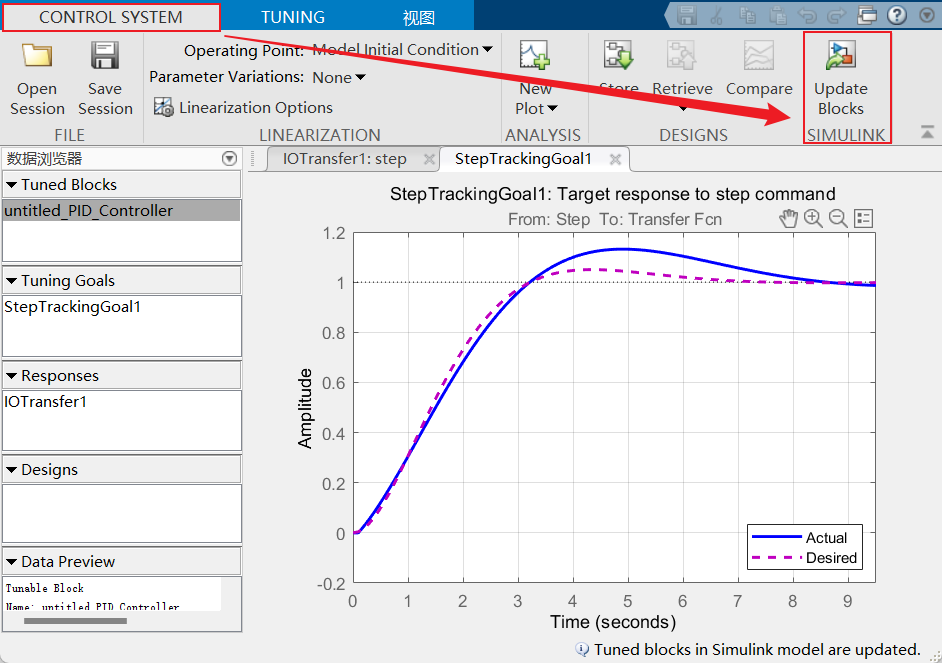 CONTROL SYSTEM TUNING 视图
Operating Point: Model Initial Condition
Parameter Variations: None
Linearization Options
Open Session
Save Session
New Plot
Store
Retrieve
Compare
Update Blocks
FILE LINEARIZATION ANALYSIS DESIGNS SIMULINK
数据浏览器
Tuned Blocks
untitled_PID_Controller
Tuning Goals
StepTrackingGoal1
Responses
IOTransfer1
Designs
Data Preview
Tunable Block
Name: untitled_PID_Controller
IOTransfer1: step StepTrackingGoal1
StepTrackingGoal1: Target response to step command
From: Step To: Transfer Fcn
Amplitude
1.2
1
0.8
0.6
0.4
0.2
0
-0.2
0 1 2 3 4 5 6 7 8 9
Time (seconds)
Actual
Desired
Tuned blocks in Simulink model are updated.